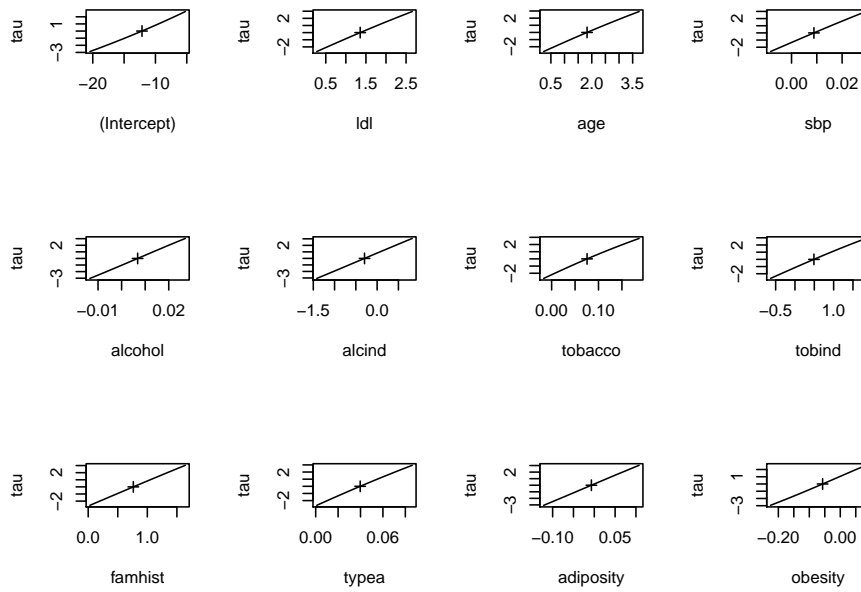 tau
−3 1
−20 −10
(Intercept)
tau
−2 2
0.5 1.5 2.5
ldl
tau
−2 2
0.5 2.0 3.5
age
tau
−2 2
0.00 0.02
sbp
tau
−3 2
−0.01 0.02
alcohol
tau
−3 2
−1.5 0.0
alcind
tau
−2 2
0.00 0.10
tobacco
tau
−2 2
−0.5 1.0
tobind
tau
−2 2
0.0 1.0
famhist
tau
−2 2
0.00 0.06
typea
tau
−3 2
−0.10 0.05
adiposity
tau
−3 1
−0.20 0.00
obesity